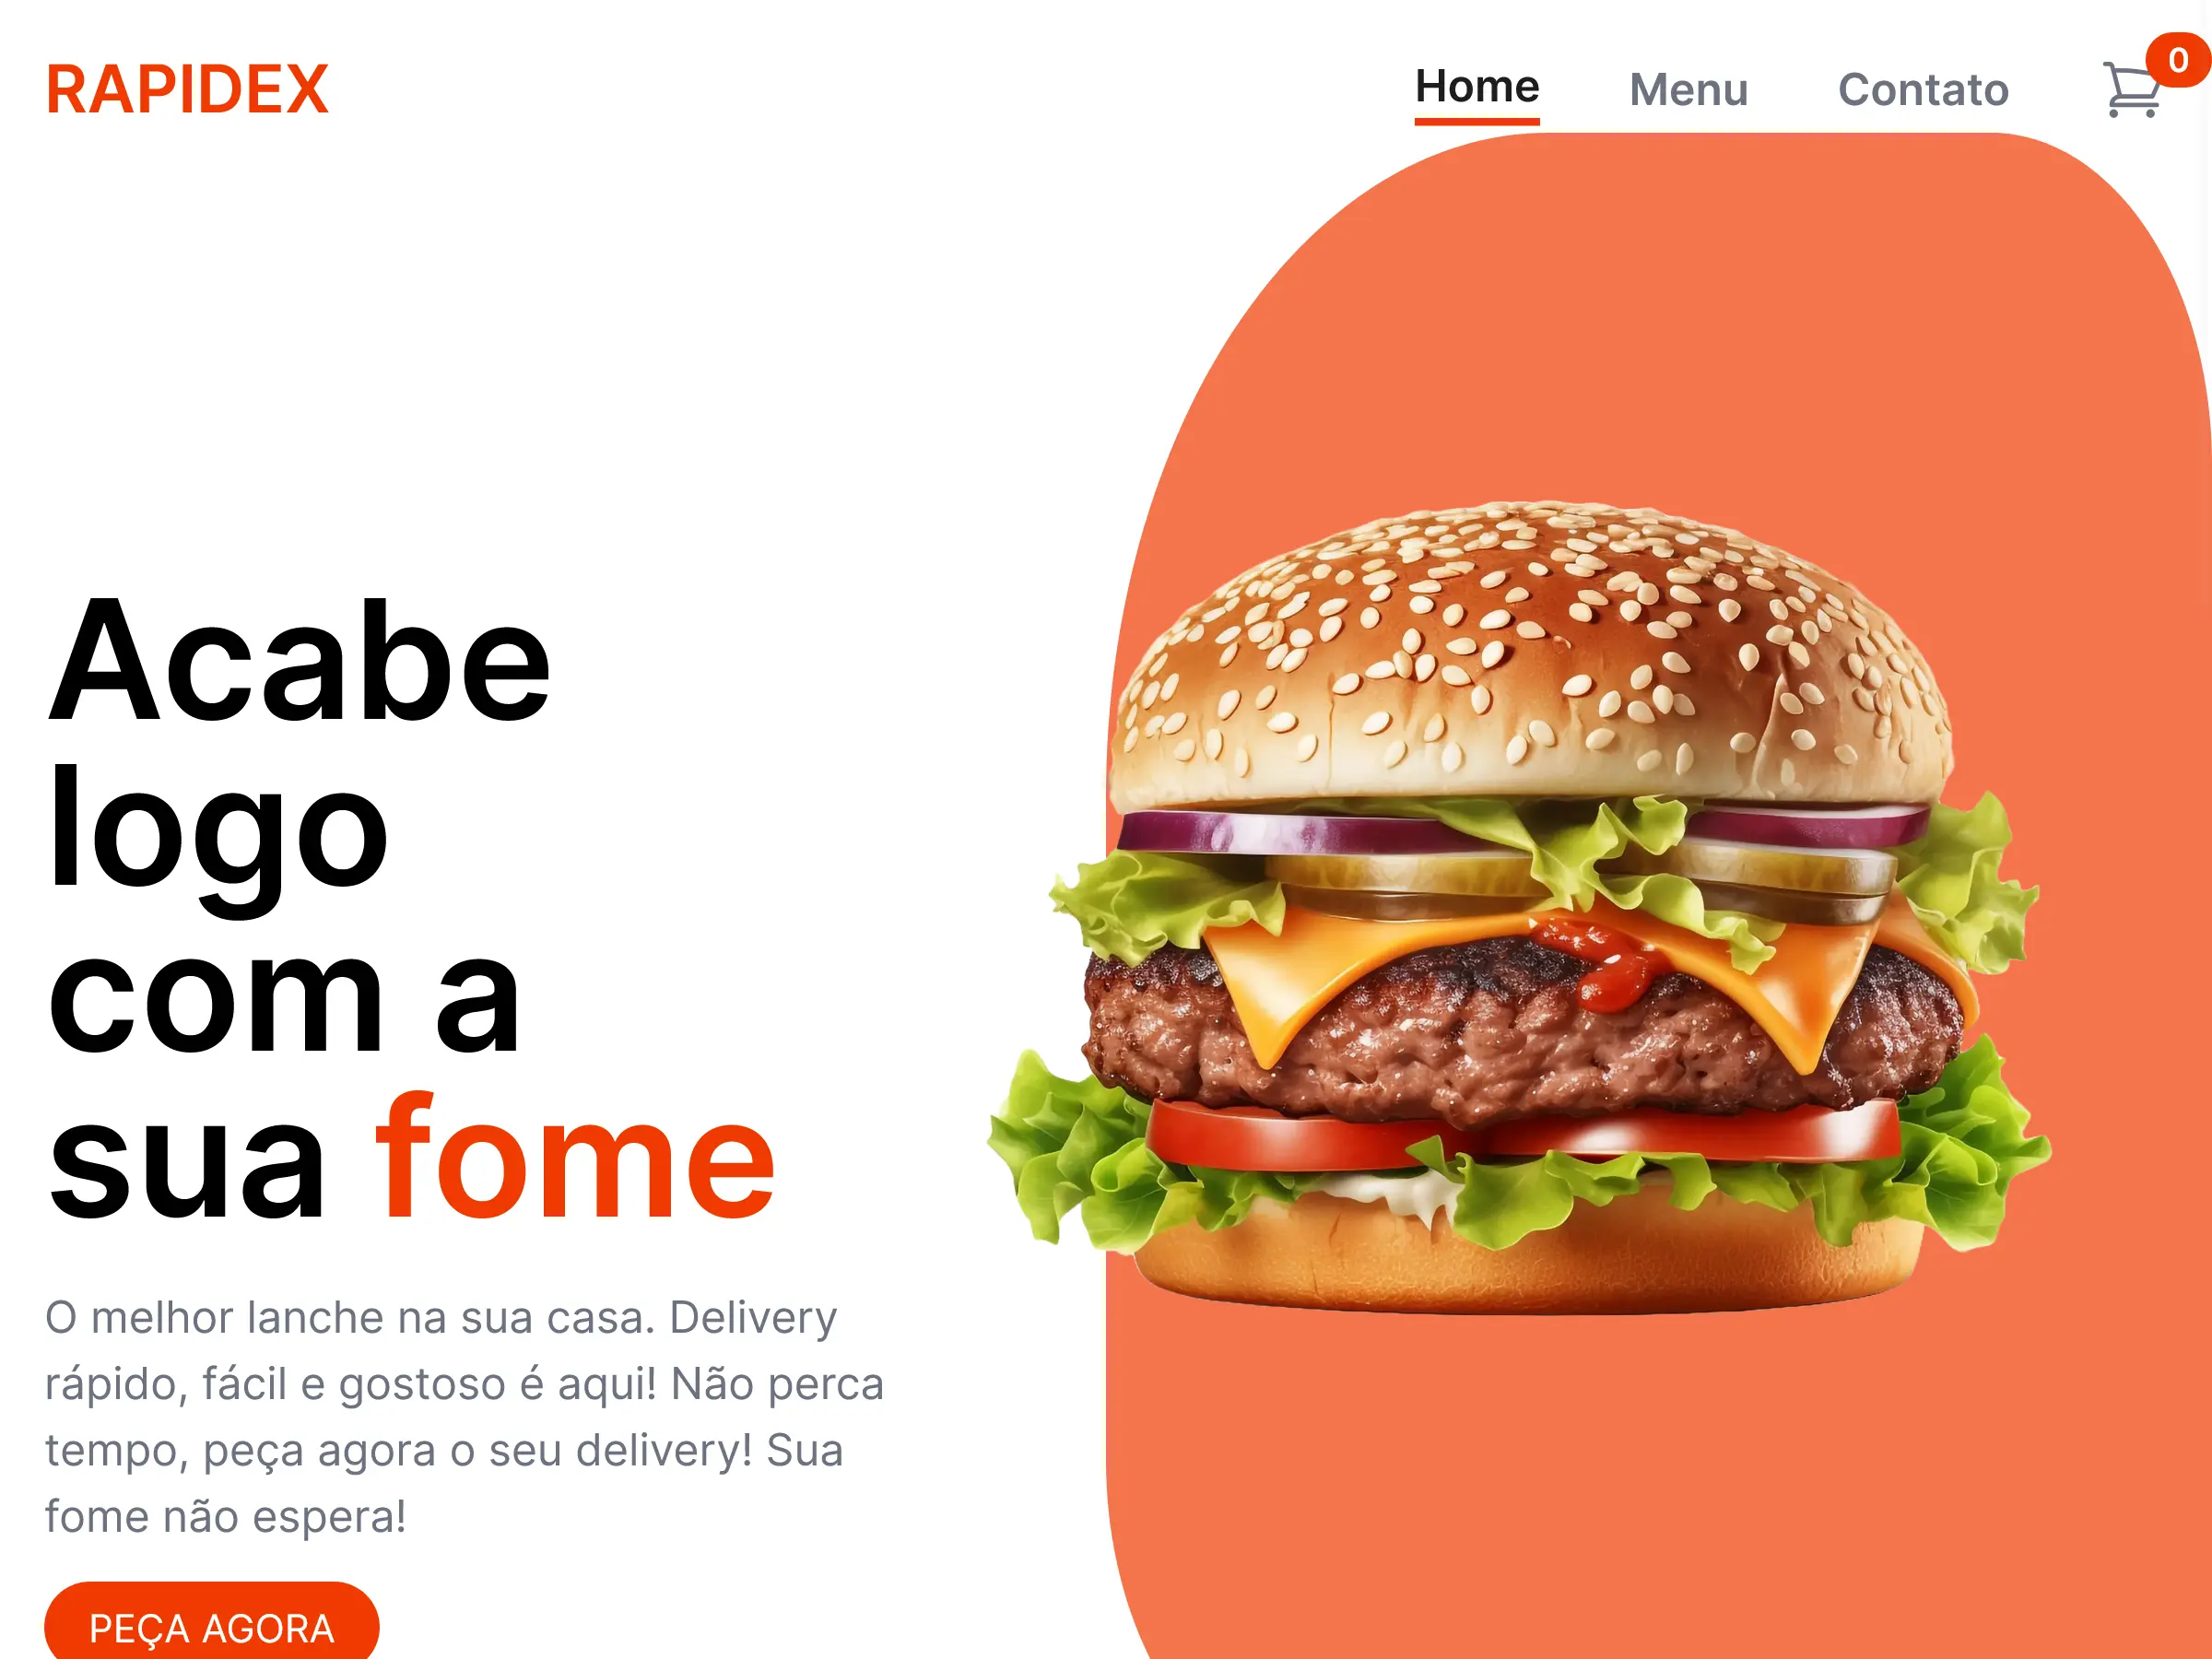 RAPIDEX
Home
Menu
Contato
0
Acabe
logo
com a
sua fome
O melhor lanche na sua casa. Delivery
rápido, fácil e gostoso é aqui! Não perca
tempo, peça agora o seu delivery! Sua
fome não espera!
PEÇA AGORA